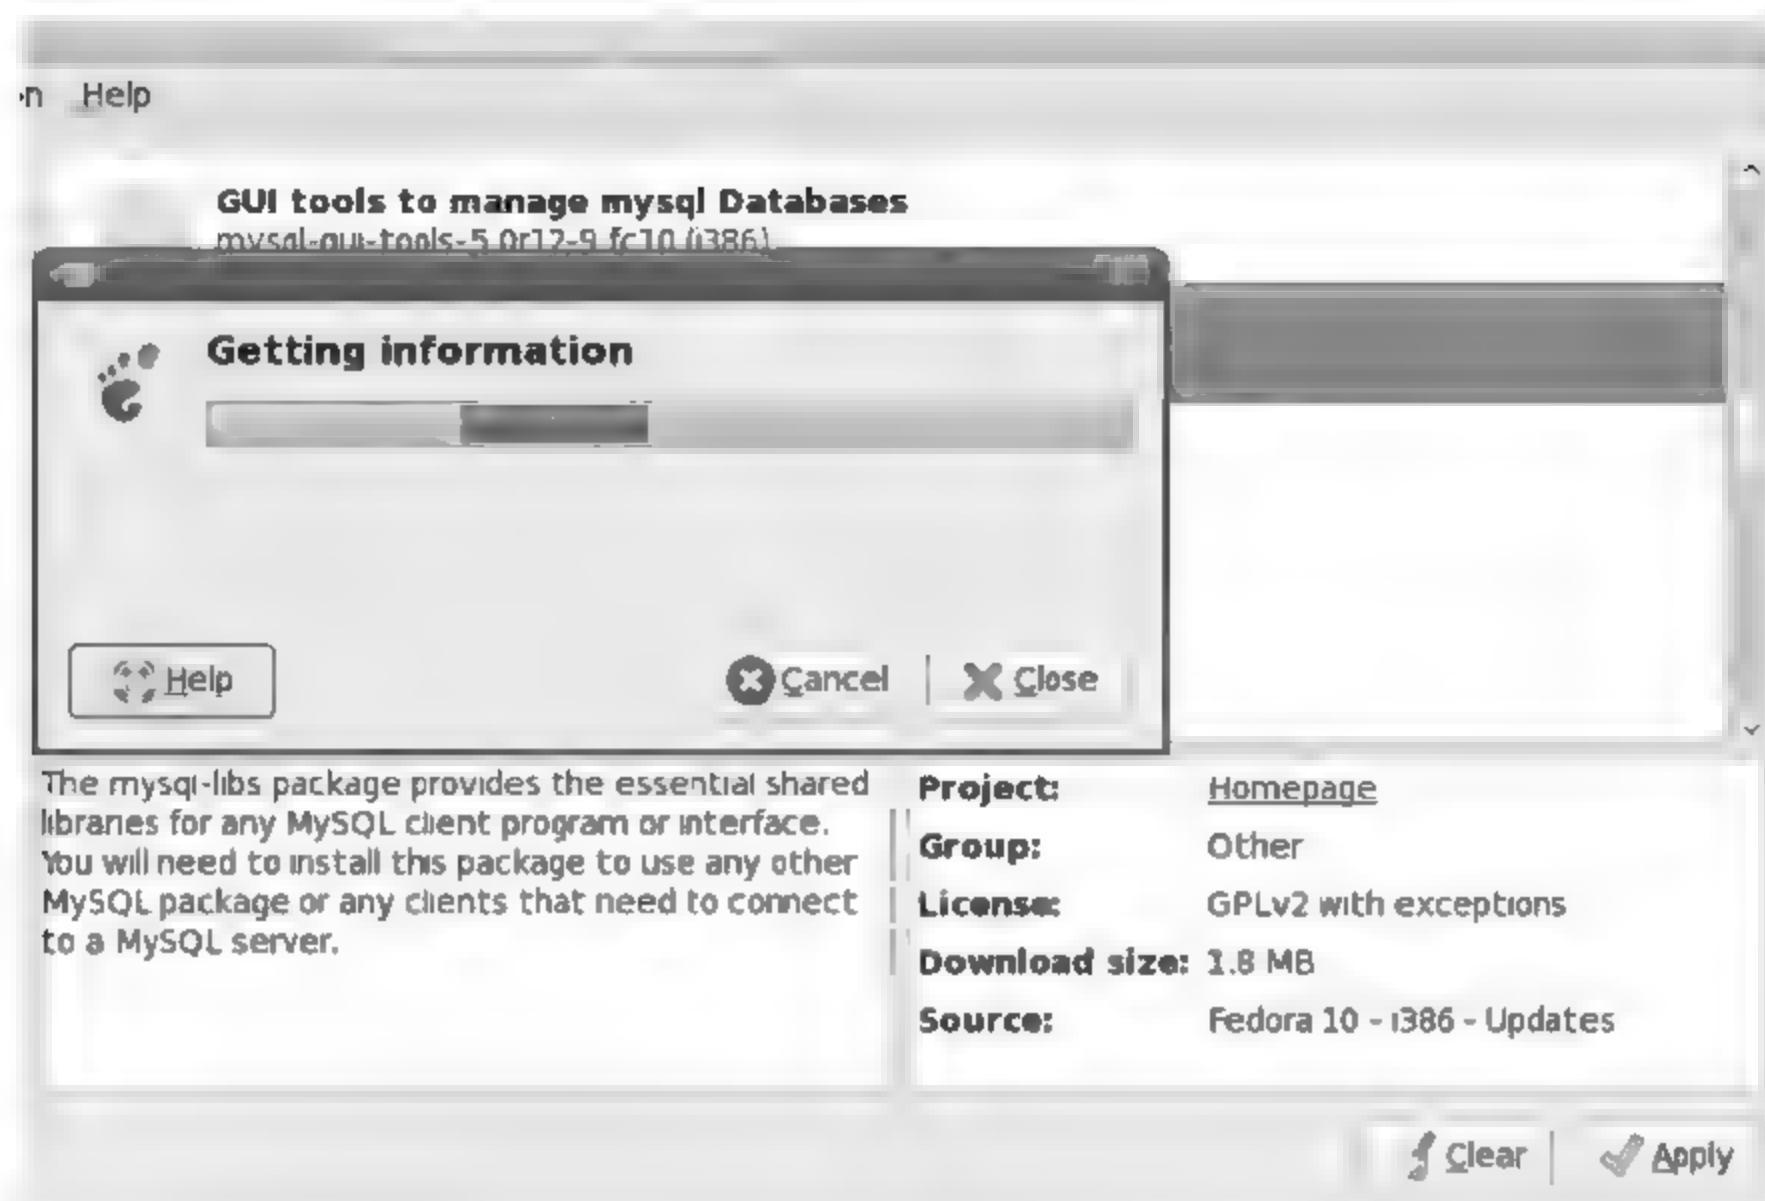 Help
GUI tools to manage mysql Databases
mysql-gui-tools-5.0r12-9.fc10 (i386)
Getting information
Help
Cancel
Close
The mysql-libs package provides the essential shared
libraries for any MySQL client program or interface.
You will need to install this package to use any other
MySQL package or any clients that need to connect
to a MySQL server.
Project: Homepage
Group: Other
License: GPLv2 with exceptions
Download size: 1.8 MB
Source: Fedora 10 - i386 - Updates
Clear
Apply